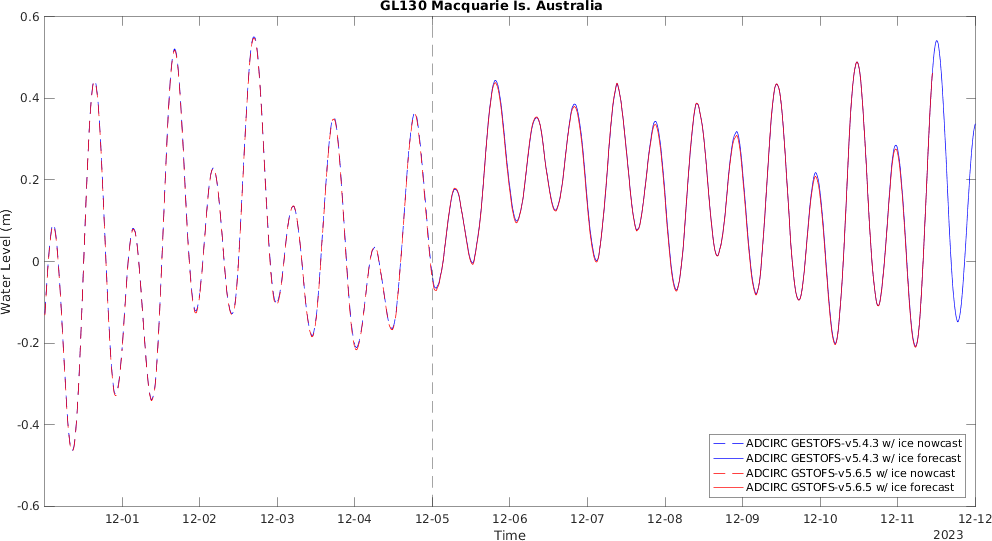 GL130 Macquarie Is. Australia
Water Level (m)
0.6
0.4
0.2
0
-0.2
-0.4
-0.6
12-01 12-02 12-03 12-04 12-05 12-06 12-07 12-08 12-09 12-10 12-11 12-12
Time
2023
ADCIRC GESTOFS-v5.4.3 w/ ice nowcast
ADCIRC GESTOFS-v5.4.3 w/ ice forecast
ADCIRC GSTOFS-v5.6.5 w/ ice nowcast
ADCIRC GSTOFS-v5.6.5 w/ ice forecast